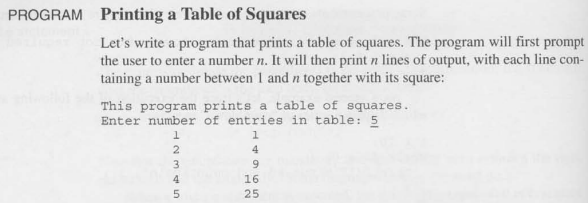 PROGRAM Printing a Table of Squares
Let's write a program that prints a table of squares. The program will first prompt
the user to enter a number n. It will then print n lines of output, with each line con-
taining a number between 1 and n together with its square:
This program prints a table of squares.
Enter number of entries in table: 5
1 1
2 4
3 9
4 16
5 25